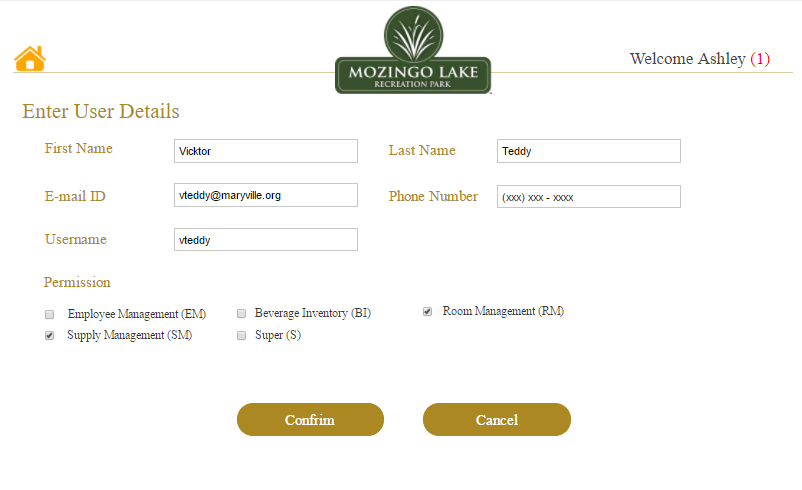 MOZINGO LAKE
RECREATION PARK
Welcome Ashley (1)
Enter User Details
First Name Vicktor Last Name Teddy
E-mail ID vteddy@maryville.org Phone Number (xxx) xxx - xxxx
Username vteddy
Permission
Employee Management (EM) Beverage Inventory (BI) Room Management (RM)
Supply Management (SM) Super (S)
Confrim Cancel